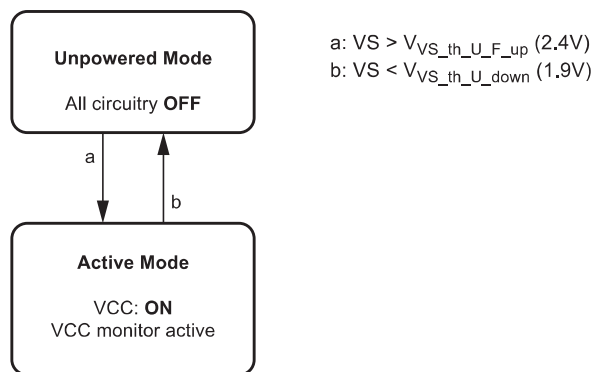 Unpowered Mode
All circuitry OFF
a
b
Active Mode
VCC: ON
VCC monitor active
a: VS > VVS_th_U_F_up (2.4V)
b: VS < VVS_th_U_down (1.9V)